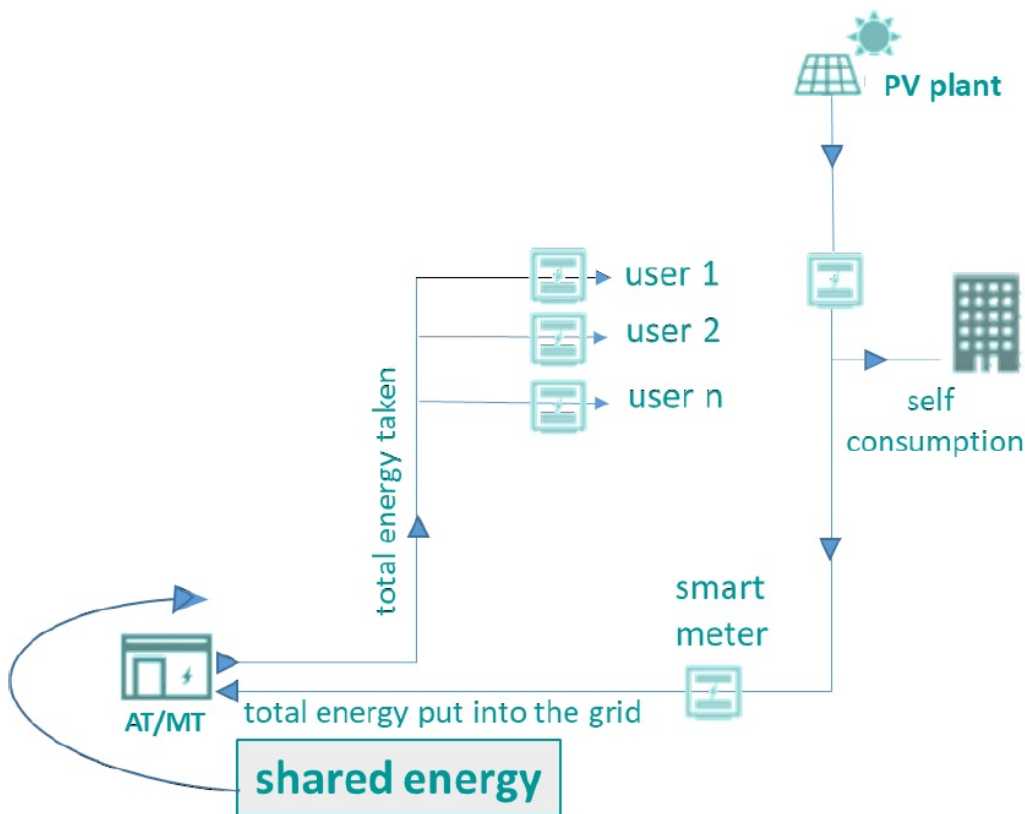 PV plant
user 1
user 2
user n
self
consumption
total energy taken
smart
meter
AT/MT
total energy put into the grid
shared energy